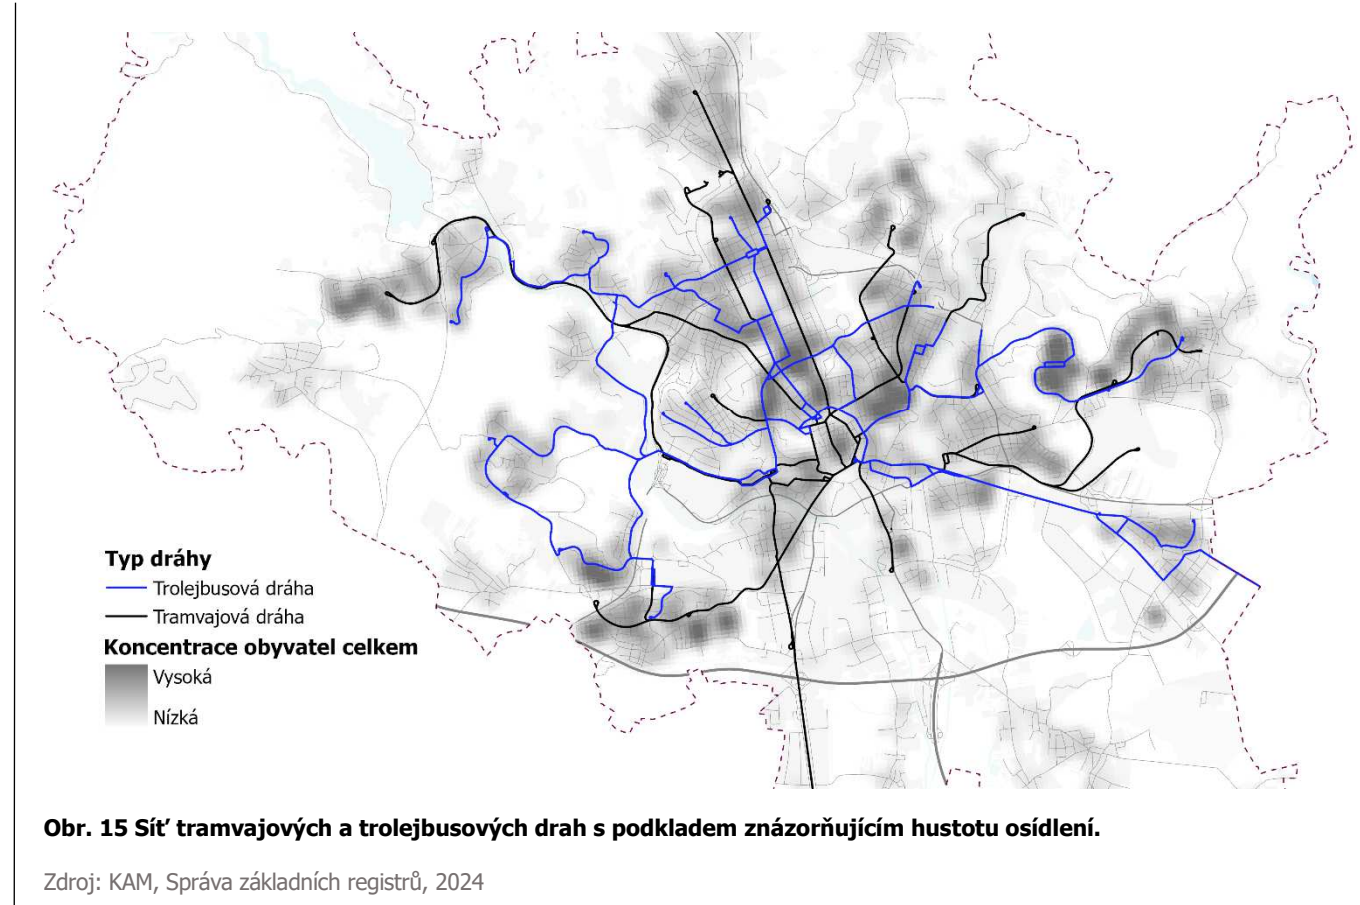 Typ dráhy
Trolejbusová dráha
Tramvajová dráha
Koncentrace obyvatel celkem
Vysoká
Nízká
Obr. 15 Síť tramvajových a trolejbusových drah s podkladem znázorňujícím hustotu osídlení.
Zdroj: KAM, Správa základních registrů, 2024